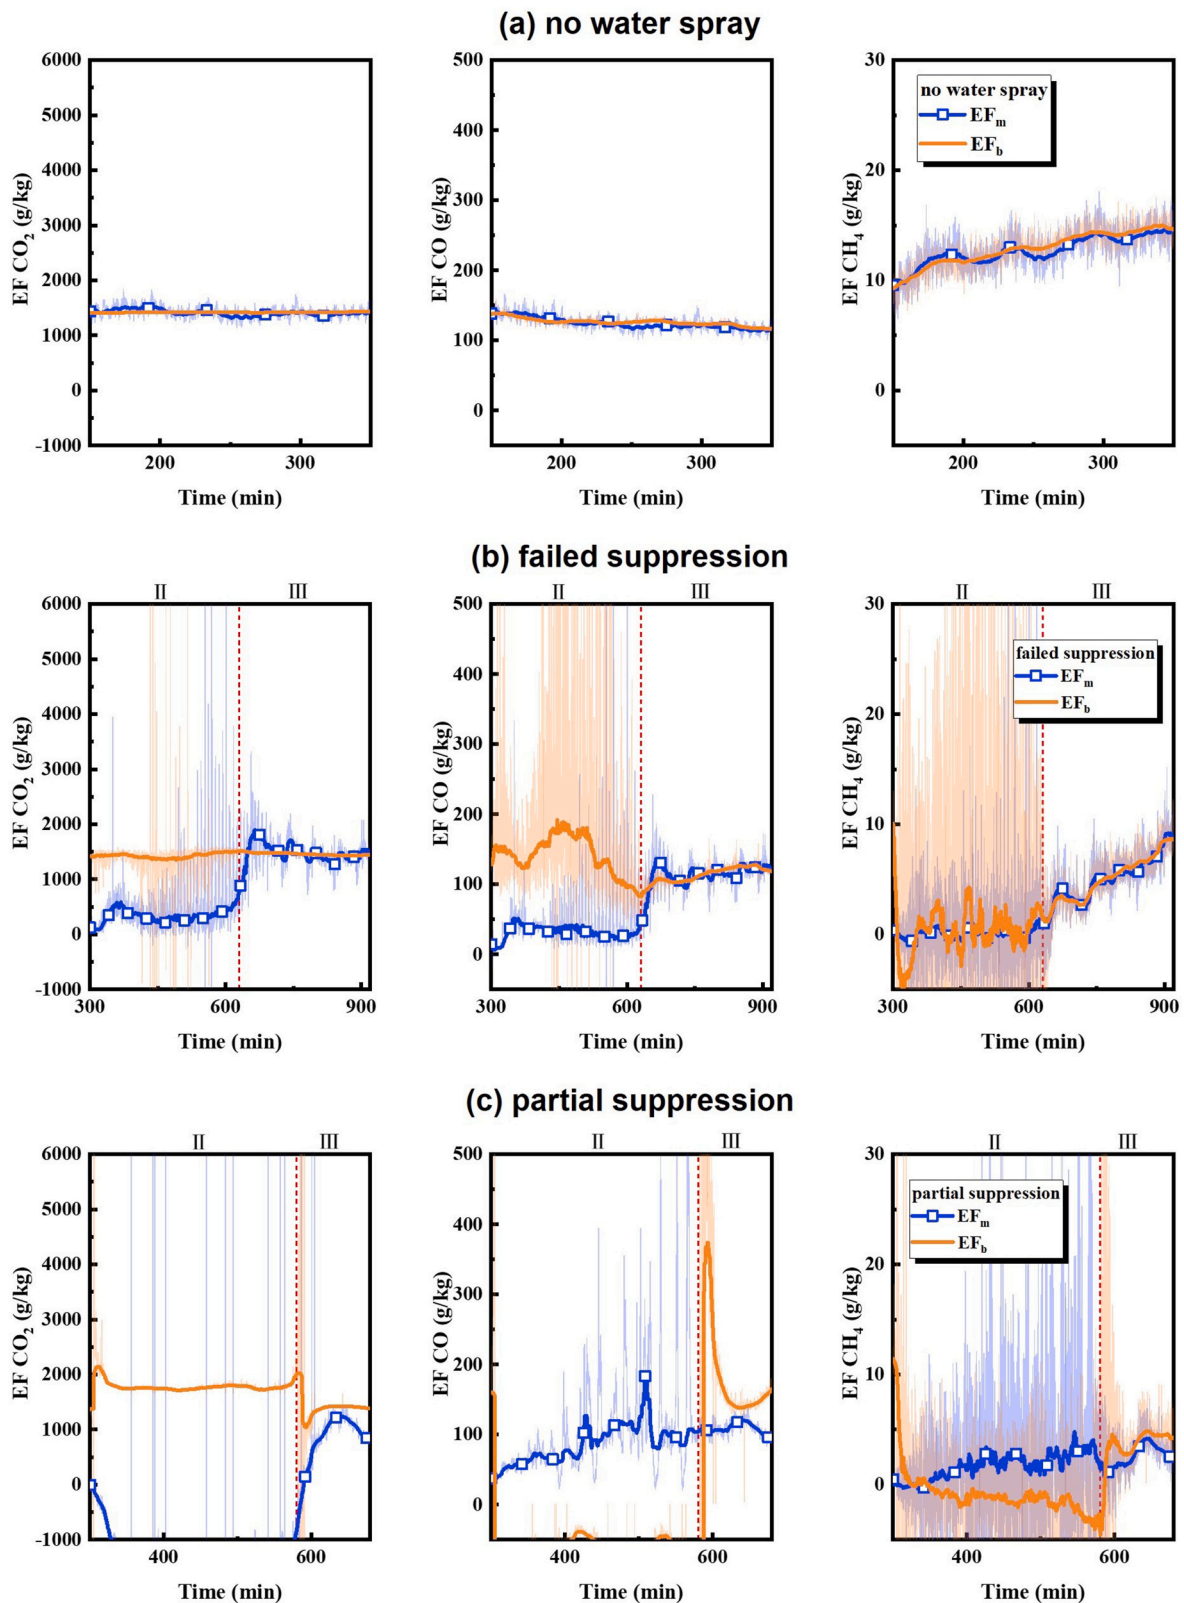 (a) no water spray
6000
5000
4000
3000
2000
1000
0
-1000
EF CO₂ (g/kg)
200
300
Time (min)
500
400
300
200
100
0
EF CO (g/kg)
200
300
Time (min)
30
20
10
0
EF CH₄ (g/kg)
no water spray
EFₘ
EF_b
200
300
Time (min)
(b) failed suppression
II
III
6000
5000
4000
3000
2000
1000
0
-1000
EF CO₂ (g/kg)
300
600
900
Time (min)
II
III
500
400
300
200
100
0
EF CO (g/kg)
300
600
900
Time (min)
II
III
30
20
10
0
EF CH₄ (g/kg)
failed suppression
EFₘ
EF_b
300
600
900
Time (min)
(c) partial suppression
II
III
6000
5000
4000
3000
2000
1000
0
-1000
EF CO₂ (g/kg)
400
600
Time (min)
II
III
500
400
300
200
100
0
EF CO (g/kg)
400
600
Time (min)
II
III
30
20
10
0
EF CH₄ (g/kg)
partial suppression
EFₘ
EF_b
400
600
Time (min)